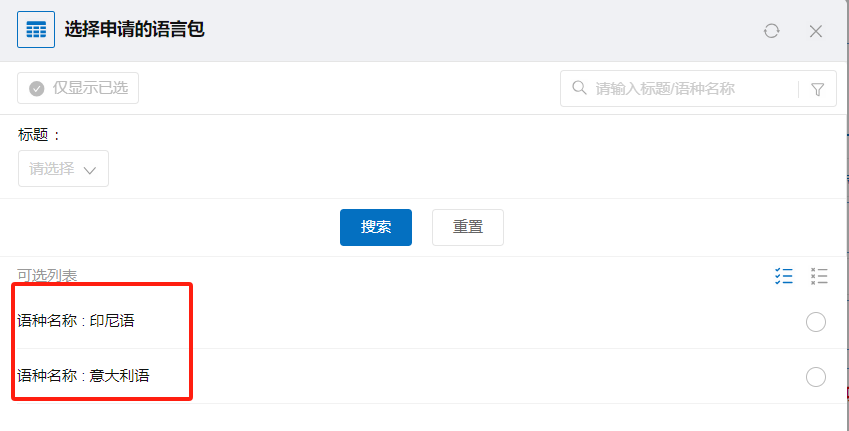 选择申请的语言包
仅显示已选
请输入标题/语种名称
标题：
请选择
搜索 重置
可选列表
语种名称 : 印尼语
语种名称 : 意大利语